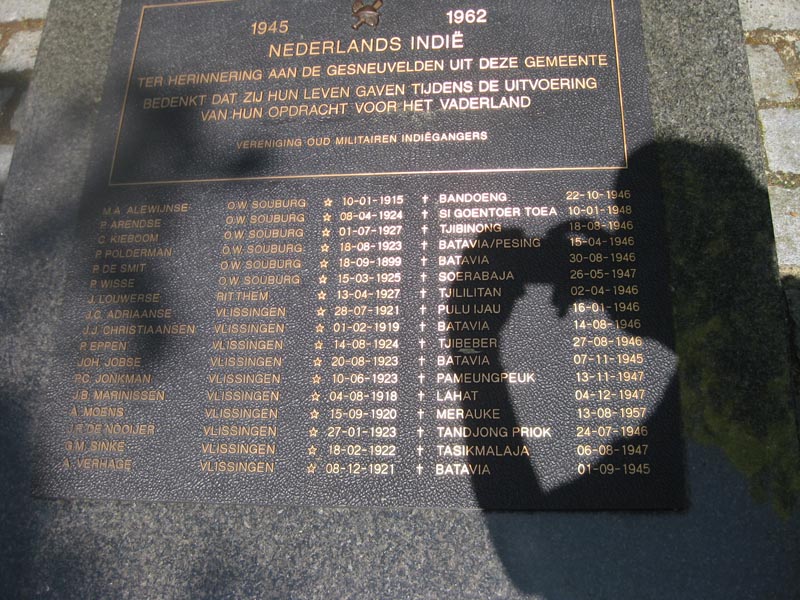 1945 1962
NEDERLANDS INDIË
TER HERINNERING AAN DE GESNEUVELDEN UIT DEZE GEMEENTE
BEDENKT DAT ZIJ HUN LEVEN GAVEN TIJDENS DE UITVOERING
VAN HUN OPDRACHT VOOR HET VADERLAND
VERENIGING OUD MILITAIREN INDIËGANGERS
M.A. ALEWIJNSE O.W. SOUBURG ☆ 10-01-1915 ✝ BANDOENG 22-10-1946
P. ARENDSE O.W. SOUBURG ☆ 08-04-1924 ✝ SI GOENTOER TOEA 10-01-1948
C. KIEBOOM O.W. SOUBURG ☆ 01-07-1927 ✝ TJIBINONG 18-08-1946
P. POLDERMAN O.W. SOUBURG ☆ 18-08-1923 ✝ BATAVIA/PESING 15-04-1946
P. DE SMIT O.W. SOUBURG ☆ 18-09-1899 ✝ BATAVIA 30-08-1946
P. WISSE O.W. SOUBURG ☆ 15-03-1925 ✝ SOERABAJA 26-05-1947
J. LOUWERSE RITTHEM ☆ 13-04-1927 ✝ TJILILITAN 02-04-1946
J.C. ADRIAANSE VLISSINGEN ☆ 28-07-1921 ✝ PULU IJAU 16-01-1946
J.J. CHRISTIAANSEN VLISSINGEN ☆ 01-02-1919 ✝ BATAVIA 14-08-1946
P. EPPEN VLISSINGEN ☆ 14-08-1924 ✝ TJIBEBER 27-08-1946
JOH. JOBSE VLISSINGEN ☆ 20-08-1923 ✝ BATAVIA 07-11-1945
P.C. JONKMAN VLISSINGEN ☆ 10-06-1923 ✝ PAMEUNGPEUK 13-11-1947
J.B. MARINISSEN VLISSINGEN ☆ 04-08-1918 ✝ LAHAT 04-12-1947
A. MOENS VLISSINGEN ☆ 15-09-1920 ✝ MERAUKE 13-08-1957
DE NOOIJER VLISSINGEN ☆ 27-01-1923 ✝ TANDJONG PRIOK 24-07-1946
G.M. SINKE VLISSINGEN ☆ 18-02-1922 ✝ TASIKMALAJA 06-08-1947
A. VERHAGE VLISSINGEN ☆ 08-12-1921 ✝ BATAVIA 01-09-1945